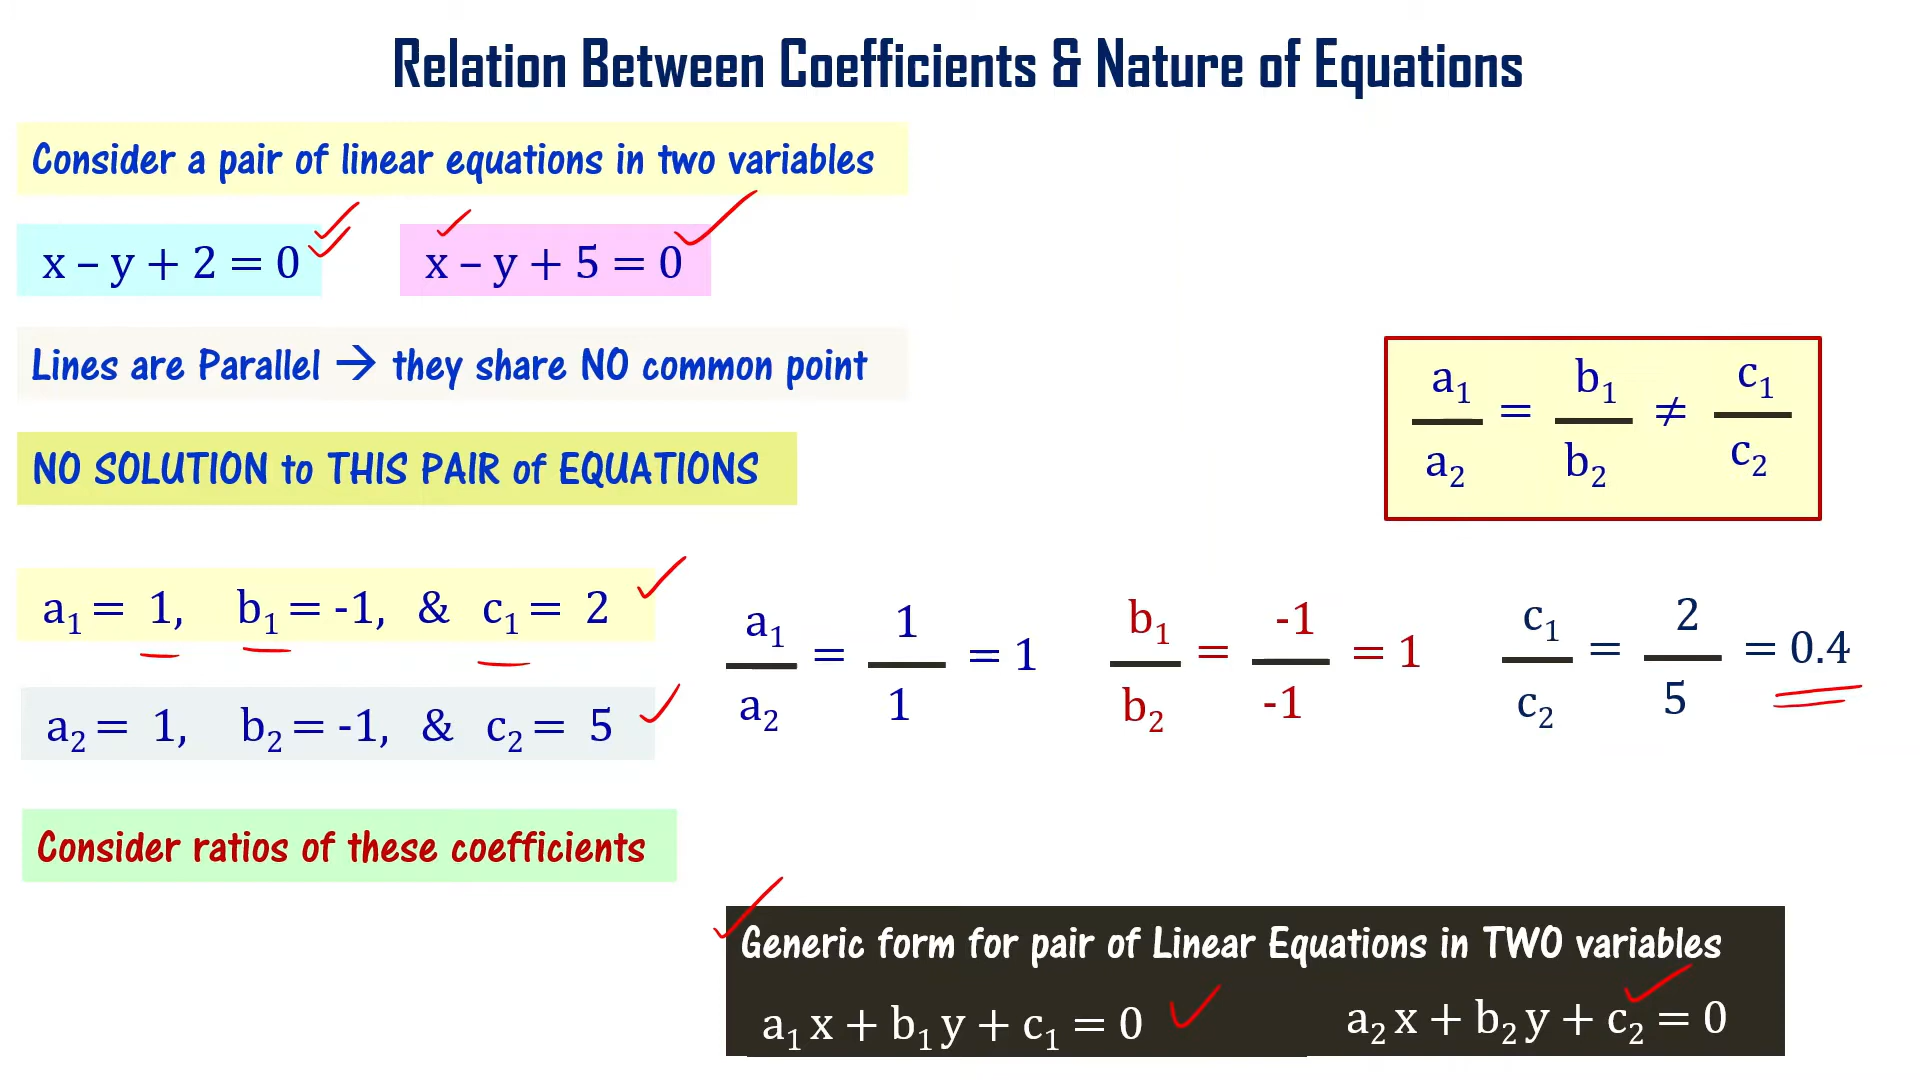 Relation Between Coefficients & Nature of Equations
Consider a pair of linear equations in two variables
x – y + 2 = 0
x – y + 5 = 0
Lines are Parallel → they share NO common point
NO SOLUTION to THIS PAIR of EQUATIONS
a₁/a₂ = b₁/b₂ ≠ c₁/c₂
a₁ = 1, b₁ = -1, & c₁ = 2
a₂ = 1, b₂ = -1, & c₂ = 5
a₁/a₂ = 1/1 = 1
b₁/b₂ = -1/-1 = 1
c₁/c₂ = 2/5 = 0.4
Consider ratios of these coefficients
Generic form for pair of Linear Equations in TWO variables
a₁ x + b₁ y + c₁ = 0
a₂ x + b₂ y + c₂ = 0